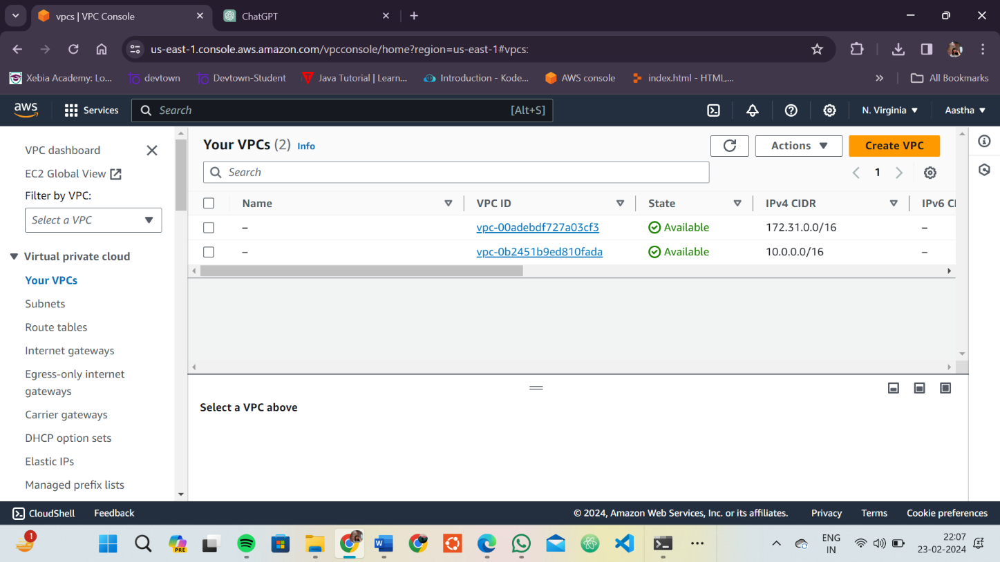 vpcs | VPC Console
ChatGPT
us-east-1.console.aws.amazon.com/vpcconsole/home?region=us-east-1#vpcs:
Xebia Academy: Lo... devtown Devtown-Student Java Tutorial | Learn... Introduction - Kode... AWS console index.html - HTML,... » All Bookmarks
aws Services Search [Alt+S] N. Virginia Aastha
VPC dashboard
EC2 Global View
Filter by VPC:
Select a VPC
Virtual private cloud
Your VPCs
Subnets
Route tables
Internet gateways
Egress-only internet
gateways
Carrier gateways
DHCP option sets
Elastic IPs
Managed prefix lists
Your VPCs (2) Info
Actions Create VPC
Search
1
Name VPC ID State IPv4 CIDR IPv6 CI
– vpc-00adebdf727a03cf3 Available 172.31.0.0/16 –
– vpc-0b2451b9ed810fada Available 10.0.0.0/16 –
Select a VPC above
CloudShell Feedback © 2024, Amazon Web Services, Inc. or its affiliates. Privacy Terms Cookie preferences
1
PRE
ENG
IN
22:07
23-02-2024